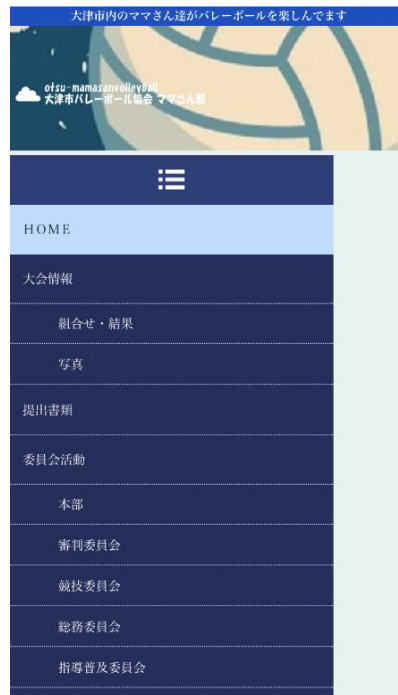 大津市内のママさん達がバレーボールを楽しんでます
otsu-mamasanvolleyball
大津市バレーボール協会 ママさん部
HOME
大会情報
組合せ・結果
写真
提出書類
委員会活動
本部
審判委員会
競技委員会
総務委員会
指導普及委員会